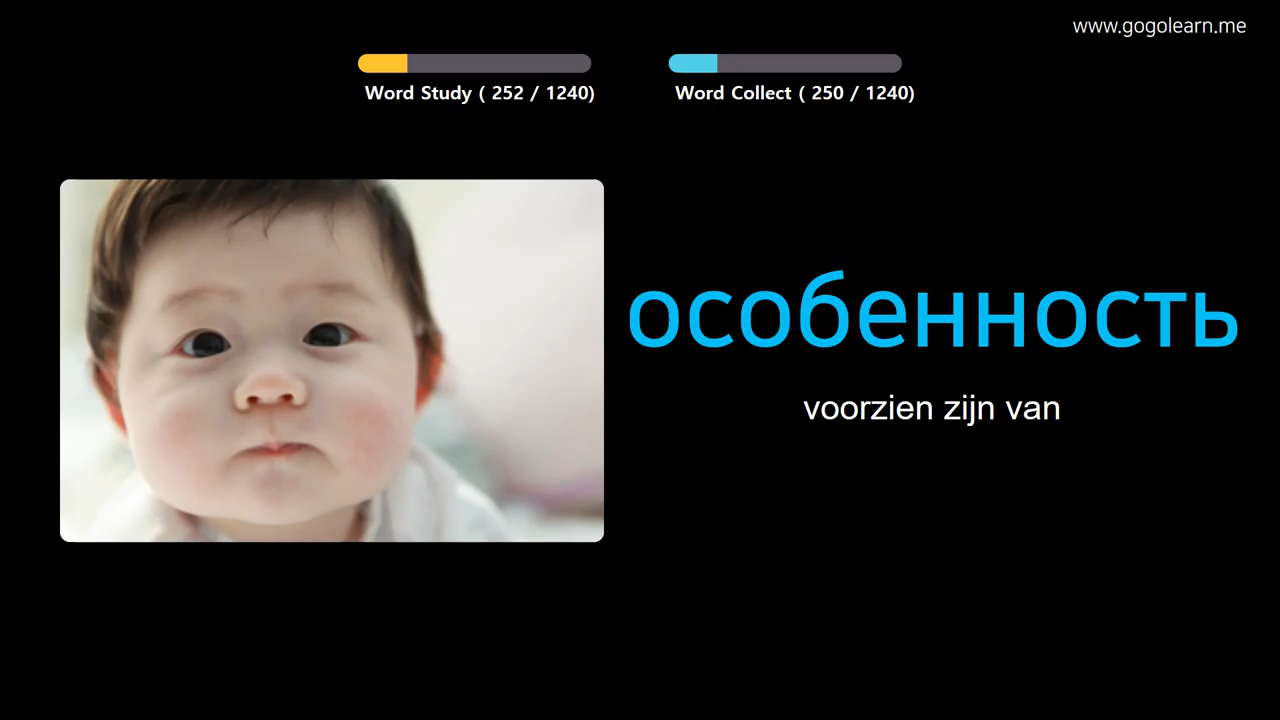 www.gogolearn.me
Word Study ( 252 / 1240)
Word Collect ( 250 / 1240)
особенность
voorzien zijn van